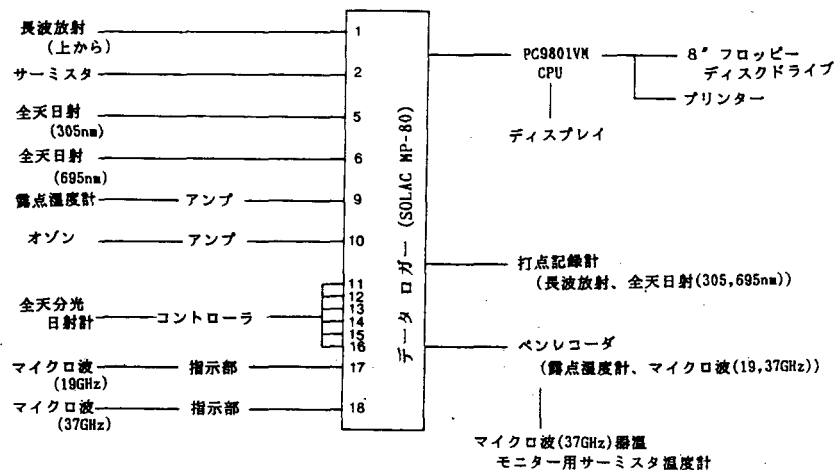 長波放射
(上から)
1
サーミスタ
2
全天日射
(305nm)
5
全天日射
(695nm)
6
露点温度計 アンプ 9
オゾン アンプ 10
全天分光
日射計
コントローラ
11
12
13
14
15
16
マイクロ波
(19GHz)
指示部 17
マイクロ波
(37GHz)
指示部 18
データロガー (SOLAC MP-80)
PC9801VM
CPU
8″ フロッピー
ディスクドライブ
プリンター
ディスプレイ
打点記録計
(長波放射、全天日射(305,695nm))
ペンレコーダ
(露点温度計、マイクロ波(19,37GHz))
マイクロ波(37GHz)器温
モニター用サーミスタ温度計